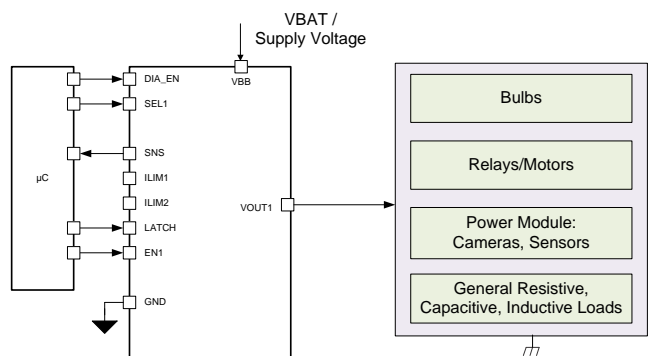 VBAT /
Supply Voltage
DIA_EN
VBB
SEL1
SNS
µC
ILIM1
ILIM2
VOUT1
LATCH
EN1
GND
Bulbs
Relays/Motors
Power Module:
Cameras, Sensors
General Resistive,
Capacitive, Inductive Loads